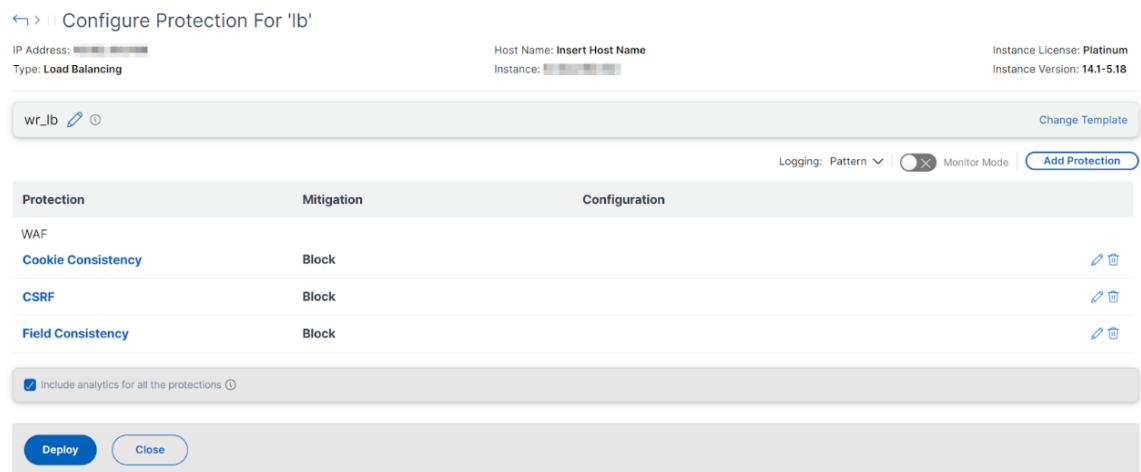 Configure Protection For 'lb'
IP Address:
Host Name: Insert Host Name
Instance License: Platinum
Type: Load Balancing
Instance:
Instance Version: 14.1-5.18
wr_lb
Change Template
Logging: Pattern
Monitor Mode
Add Protection
Protection Mitigation Configuration
WAF
Cookie Consistency Block
CSRF Block
Field Consistency Block
Include analytics for all the protections
Deploy
Close